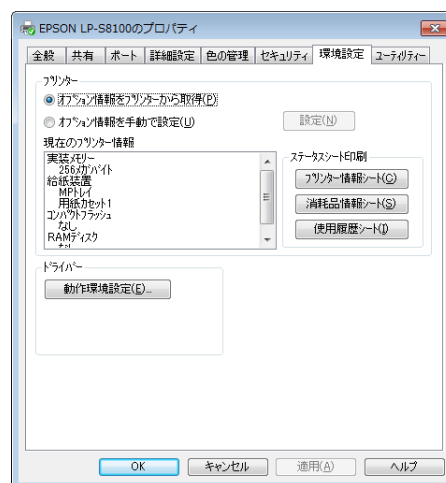 EPSON LP-S8100のプロパティ
全般 共有 ポート 詳細設定 色の管理 セキュリティ 環境設定 ユーティリティー
プリンター
オプション情報をプリンターから取得(P)
オプション情報を手動で設定(U)
設定(N)
現在のプリンター情報
実装メモリー
256メガバイト
給紙装置
MPトレイ
用紙カセット1
コンパクトフラッシュ
なし
RAMディスク
ステータスシート印刷
プリンター情報シート(C)
消耗品情報シート(S)
使用履歴シート(I)
ドライバー
動作環境設定(E)...
OK キャンセル 適用(A) ヘルプ